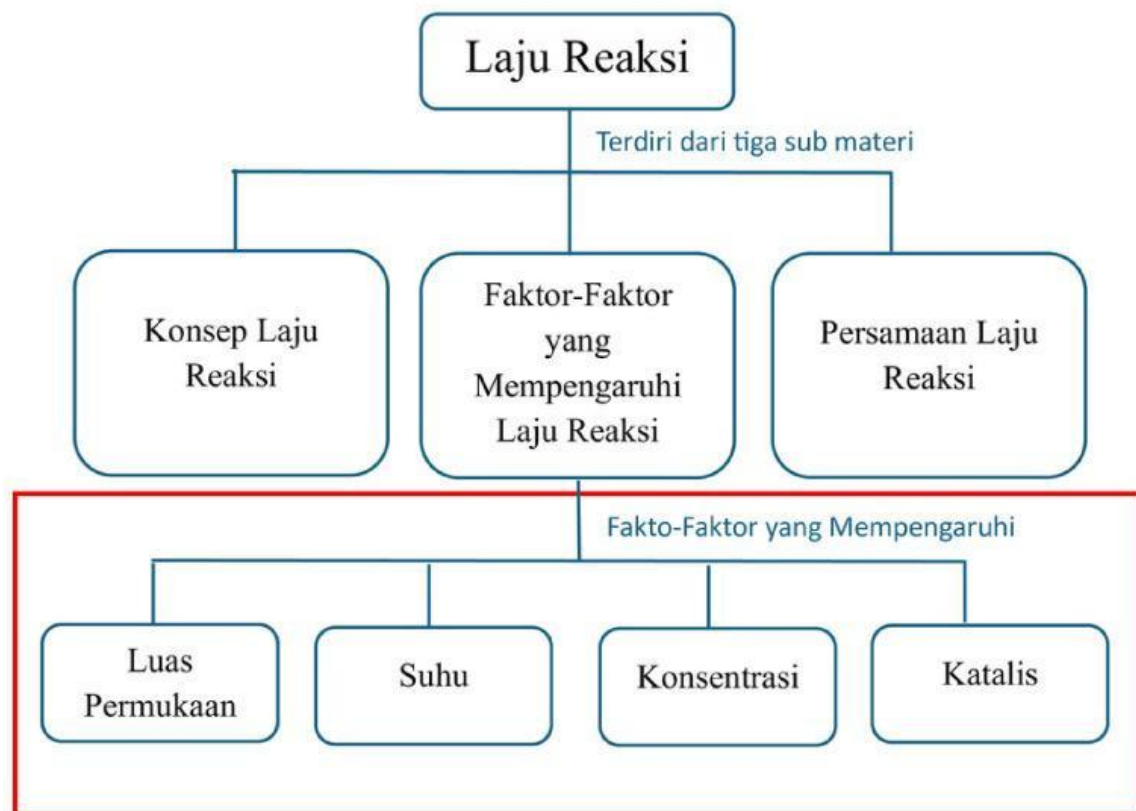 Laju Reaksi
Terdiri dari tiga sub materi
Konsep Laju
Reaksi
Faktor-Faktor
yang
Mempengaruhi
Laju Reaksi
Persamaan Laju
Reaksi
Fakto-Faktor yang Mempengaruhi
Luas
Permukaan
Suhu
Konsentrasi
Katalis